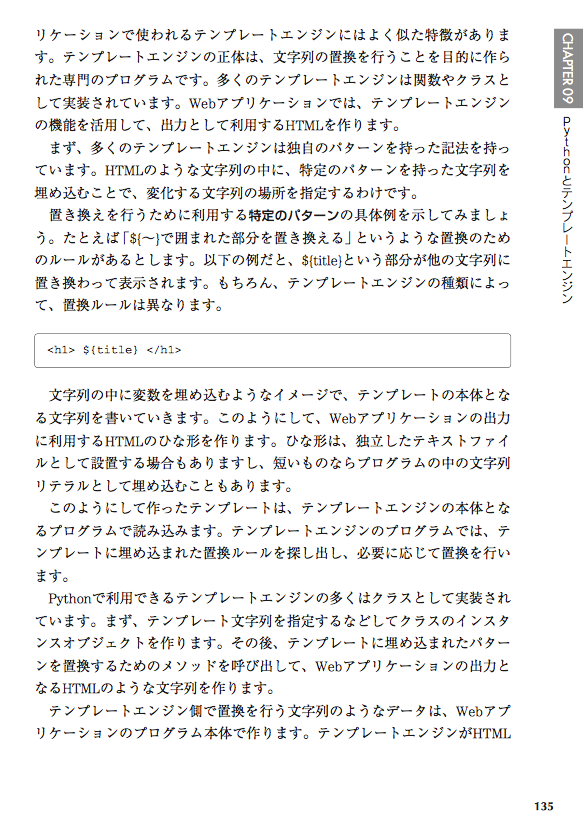 リケーションで使われるテンプレートエンジンにはよく似た特徴がありま
す。テンプレートエンジンの正体は、文字列の置換を行うことを目的に作ら
れた専門のプログラムです。多くのテンプレートエンジンは関数やクラスと
して実装されています。Webアプリケーションでは、テンプレートエンジン
の機能を活用して、出力として利用するHTMLを作ります。
　まず、多くのテンプレートエンジンは独自のパターンを持った記法を持っ
ています。HTMLのような文字列の中に、特定のパターンを持った文字列を
埋め込むことで、変化する文字列の場所を指定するわけです。
　置き換えを行うために利用する特定のパターンの具体例を示してみましょ
う。たとえば「${〜}で囲まれた部分を置き換える」というような置換のため
のルールがあるとします。以下の例だと、${title}という部分が他の文字列に
置き換わって表示されます。もちろん、テンプレートエンジンの種類によっ
て、置換ルールは異なります。
<h1> ${title} </h1>
　文字列の中に変数を埋め込むようなイメージで、テンプレートの本体とな
る文字列を書いていきます。このようにして、Webアプリケーションの出力
に利用するHTMLのひな形を作ります。ひな形は、独立したテキストファイ
ルとして設置する場合もありますし、短いものならプログラムの中の文字列
リテラルとして埋め込むこともあります。
　このようにして作ったテンプレートは、テンプレートエンジンの本体とな
るプログラムで読み込みます。テンプレートエンジンのプログラムでは、テ
ンプレートに埋め込まれた置換ルールを探し出し、必要に応じて置換を行い
ます。
　Pythonで利用できるテンプレートエンジンの多くはクラスとして実装され
ています。まず、テンプレート文字列を指定するなどしてクラスのインスタ
ンスオブジェクトを作ります。その後、テンプレートに埋め込まれたパター
ンを置換するためのメソッドを呼び出して、Webアプリケーションの出力と
なるHTMLのような文字列を作ります。
　テンプレートエンジン側で置換を行う文字列のようなデータは、Webアプ
リケーションのプログラム本体で作ります。テンプレートエンジンがHTML
CHAPTER 09
Pythonとテンプレートエンジン
135